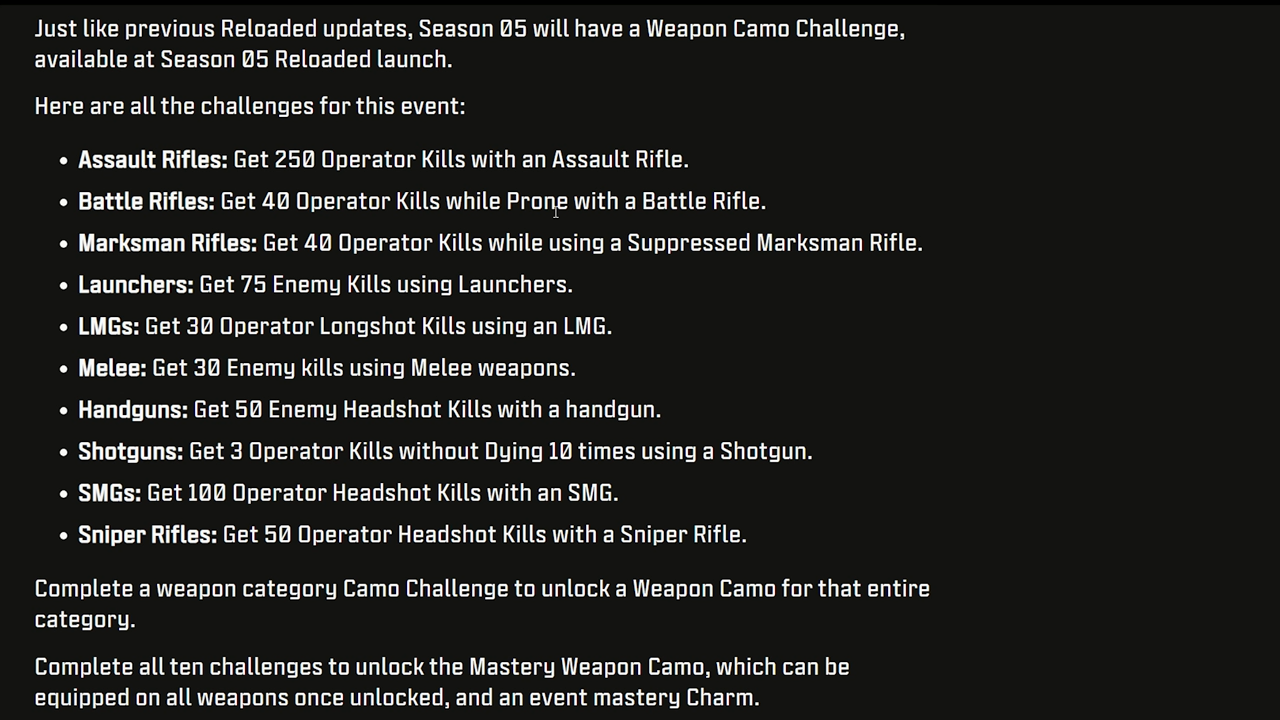 Just like previous Reloaded updates, Season 05 will have a Weapon Camo Challenge,
available at Season 05 Reloaded launch.
Here are all the challenges for this event:
• Assault Rifles: Get 250 Operator Kills with an Assault Rifle.
• Battle Rifles: Get 40 Operator Kills while Prone with a Battle Rifle.
• Marksman Rifles: Get 40 Operator Kills while using a Suppressed Marksman Rifle.
• Launchers: Get 75 Enemy Kills using Launchers.
• LMGs: Get 30 Operator Longshot Kills using an LMG.
• Melee: Get 30 Enemy kills using Melee weapons.
• Handguns: Get 50 Enemy Headshot Kills with a handgun.
• Shotguns: Get 3 Operator Kills without Dying 10 times using a Shotgun.
• SMGs: Get 100 Operator Headshot Kills with an SMG.
• Sniper Rifles: Get 50 Operator Headshot Kills with a Sniper Rifle.
Complete a weapon category Camo Challenge to unlock a Weapon Camo for that entire
category.
Complete all ten challenges to unlock the Mastery Weapon Camo, which can be
equipped on all weapons once unlocked, and an event mastery Charm.